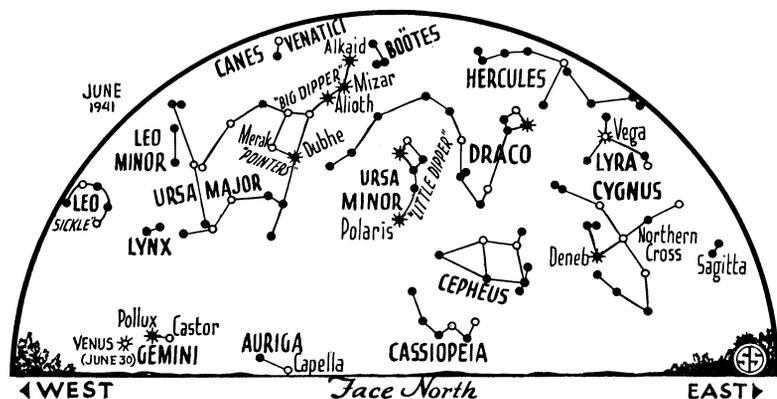 CANES VENATICI
Alkaid
BOÖTES
HERCULES
JUNE
1941
"BIG DIPPER"
Mizar
Alioth
Vega
LEO
MINOR
Merak
"POINTERS"
Dubhe
URSA
MINOR
"LITTLE DIPPER"
DRACO
LYRA
CYGNUS
URSA MAJOR
LEO
SICKLE"
LYNX
Polaris
Deneb
Northern
Cross
Sagitta
CEPHEUS
Pollux
Castor
VENUS
(JUNE 30)
GEMINI
AURIGA
Capella
CASSIOPEIA
WEST
Face North
EAST